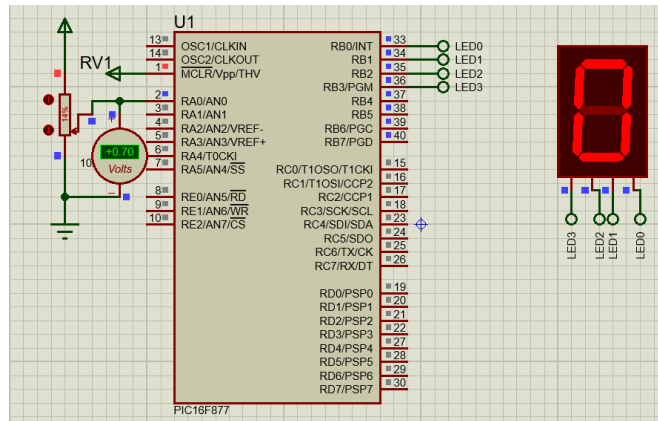 U1
RV1
14%
10
+0.70
Volts
13 OSC1/CLKIN
14 OSC2/CLKOUT
1 MCLR/Vpp/THV
2 RA0/AN0
3 RA1/AN1
4 RA2/AN2/VREF-
5 RA3/AN3/VREF+
6 RA4/T0CKI
7 RA5/AN4/SS
8 RE0/AN5/RD
9 RE1/AN6/WR
10 RE2/AN7/CS
RB0/INT 33 LED0
RB1 34 LED1
RB2 35 LED2
RB3/PGM 36 LED3
RB4 37
RB5 38
RB6/PGC 39
RB7/PGD 40
RC0/T1OSO/T1CKI 15
RC1/T1OSI/CCP2 16
RC2/CCP1 17
RC3/SCK/SCL 18
RC4/SDI/SDA 23
RC5/SDO 24
RC6/TX/CK 25
RC7/RX/DT 26
RD0/PSP0 19
RD1/PSP1 20
RD2/PSP2 21
RD3/PSP3 22
RD4/PSP4 27
RD5/PSP5 28
RD6/PSP6 29
RD7/PSP7 30
PIC16F877
0
LED3
LED2
LED1
LED0